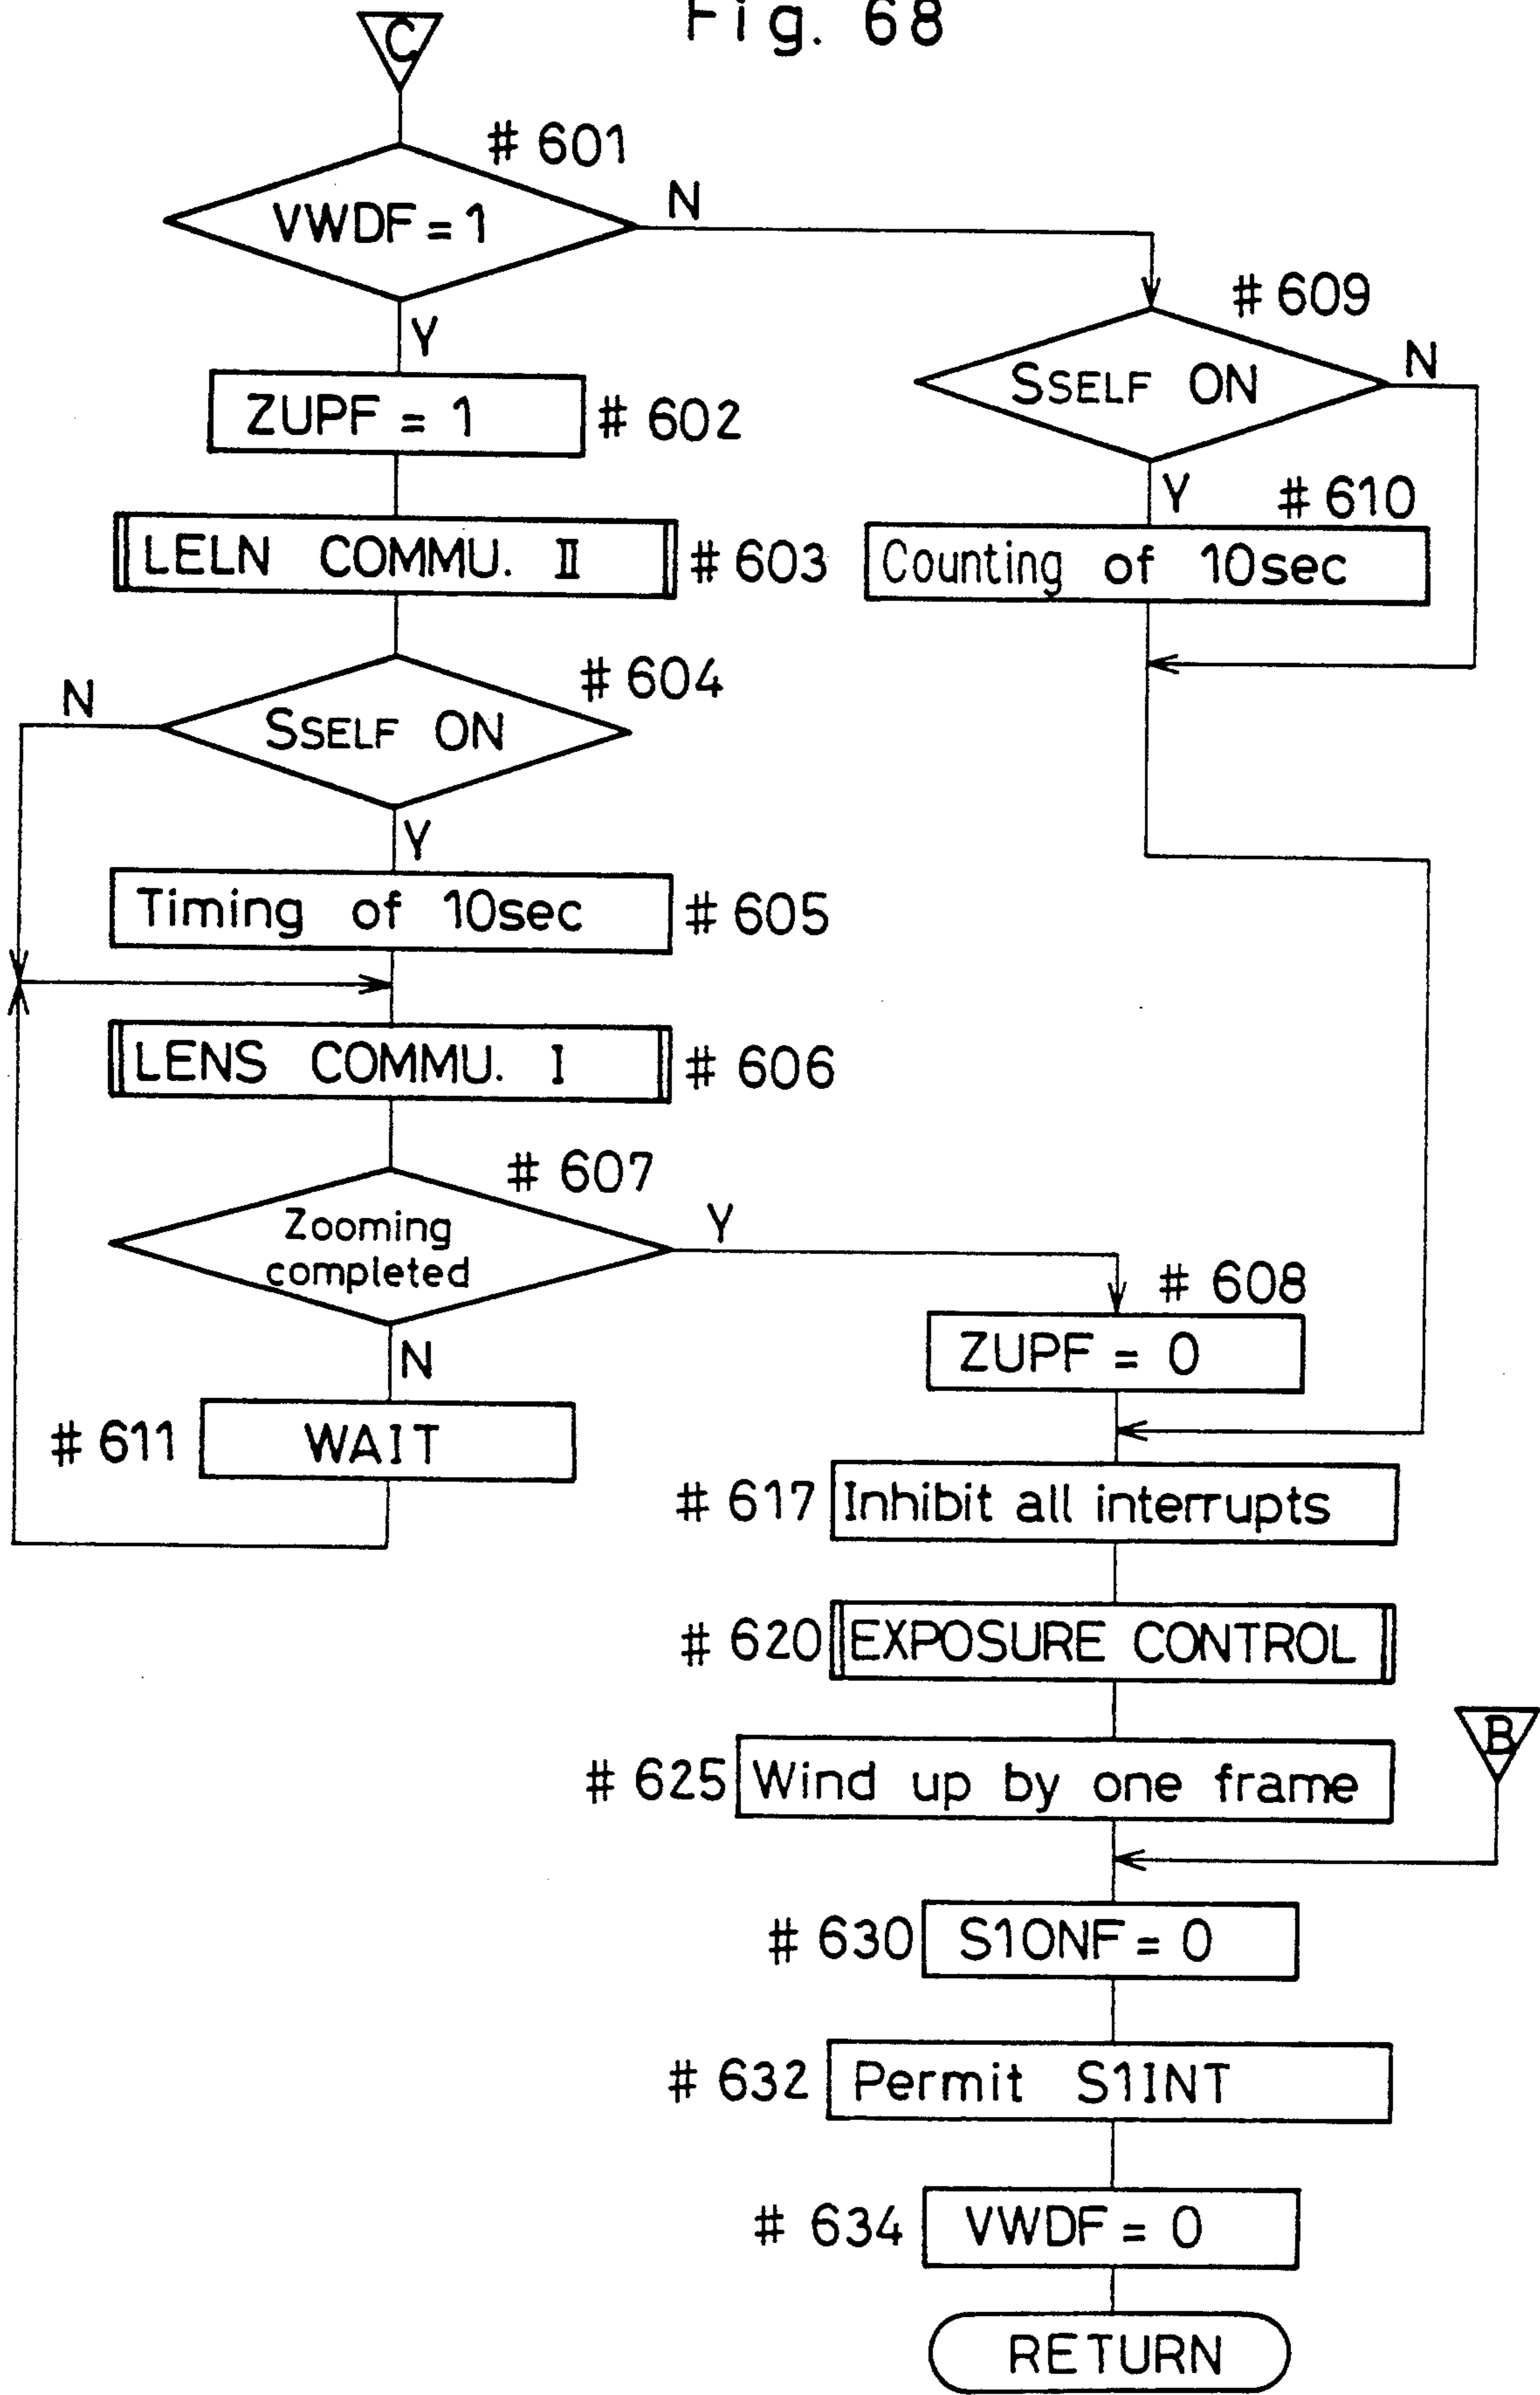 Fig. 68
C
# 601
VWDF = 1
N
Y
# 609
SSELF ON
N
Y
ZUPF = 1
# 602
# 610
Counting of 10sec
LELN COMMU. II
# 603
# 604
SSELF ON
N
Y
Timing of 10sec
# 605
LENS COMMU. I
# 606
# 607
Zooming
completed
Y
N
# 608
ZUPF = 0
# 611
WAIT
# 617
Inhibit all interrupts
# 620
EXPOSURE CONTROL
B
# 625
Wind up by one frame
# 630
S1ONF = 0
# 632
Permit S1INT
# 634
VWDF = 0
RETURN